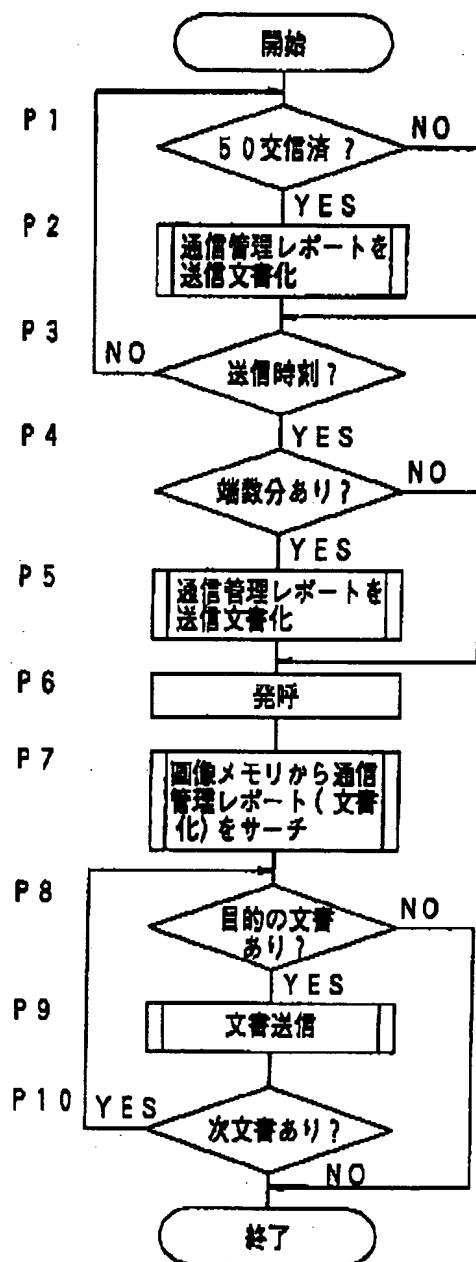 開始
P1
50交信済?
NO
YES
P2
通信管理レポートを
送信文書化
P3
NO
送信時刻?
P4
YES
端数分あり?
NO
YES
P5
通信管理レポートを
送信文書化
P6
発呼
P7
画像メモリから通信
管理レポート(文書
化)をサーチ
P8
目的の文書
あり?
NO
YES
P9
文書送信
P10
YES
次文書あり?
NO
終了